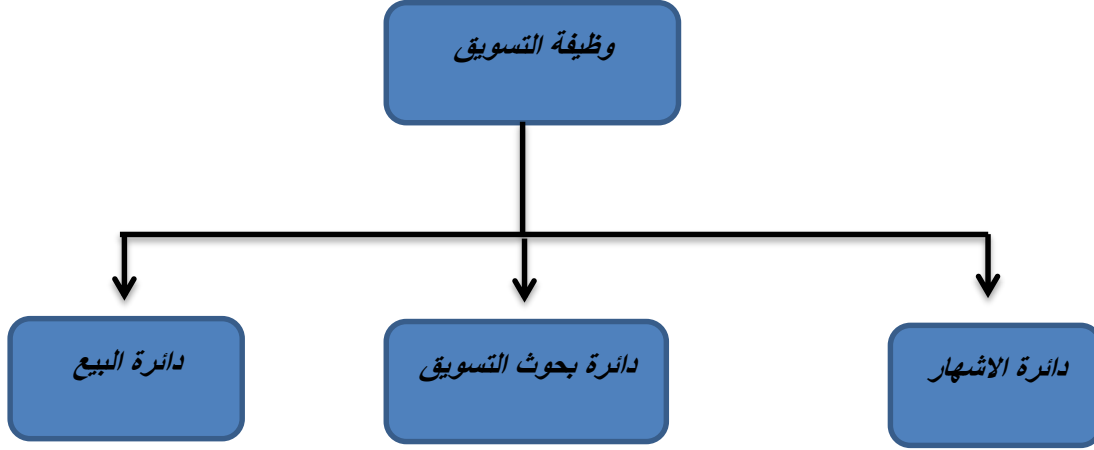 وظيفة التسويق
دائرة الاشهار
دائرة بحوث التسويق
دائرة البيع